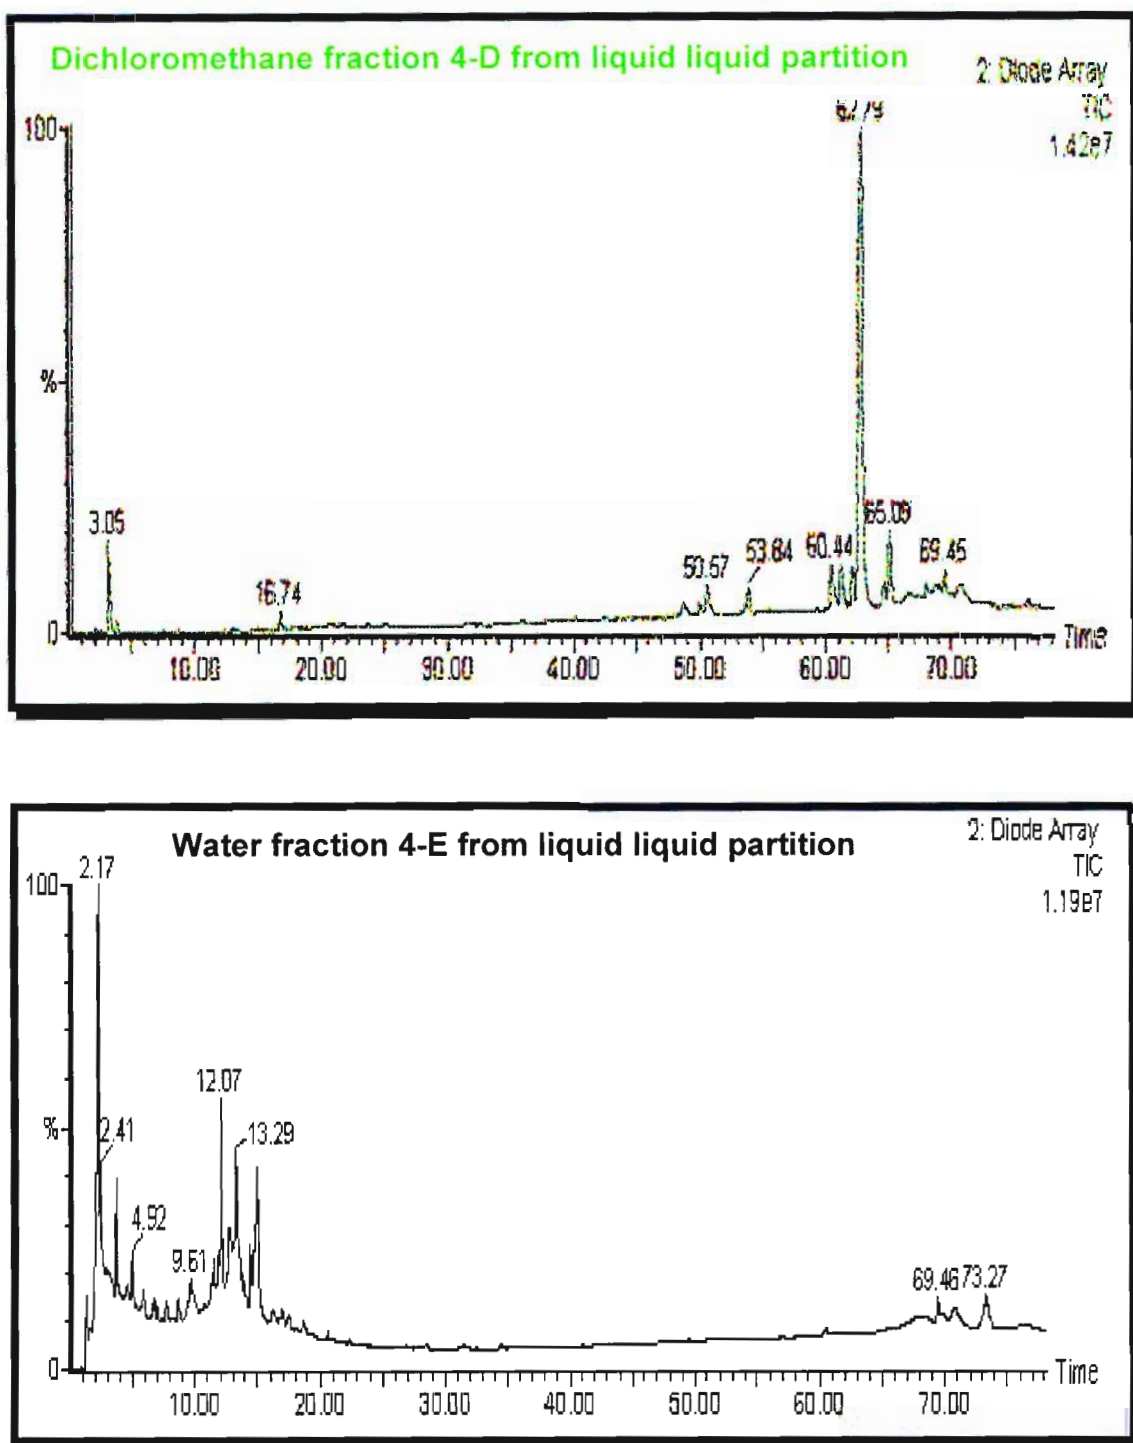 Dichloromethane fraction 4-D from liquid liquid partition
2: Diode Array
TIC
1.42e7
100
62.79
%
3.05
16.74
50.57
53.84
60.44
65.09
69.45
0
Time
10.00 20.00 30.00 40.00 50.00 60.00 70.00
Water fraction 4-E from liquid liquid partition
2: Diode Array
TIC
1.19e7
100
2.17
12.07
%
2.41
13.29
4.92
9.61
69.46
73.27
0
Time
10.00 20.00 30.00 40.00 50.00 60.00 70.00